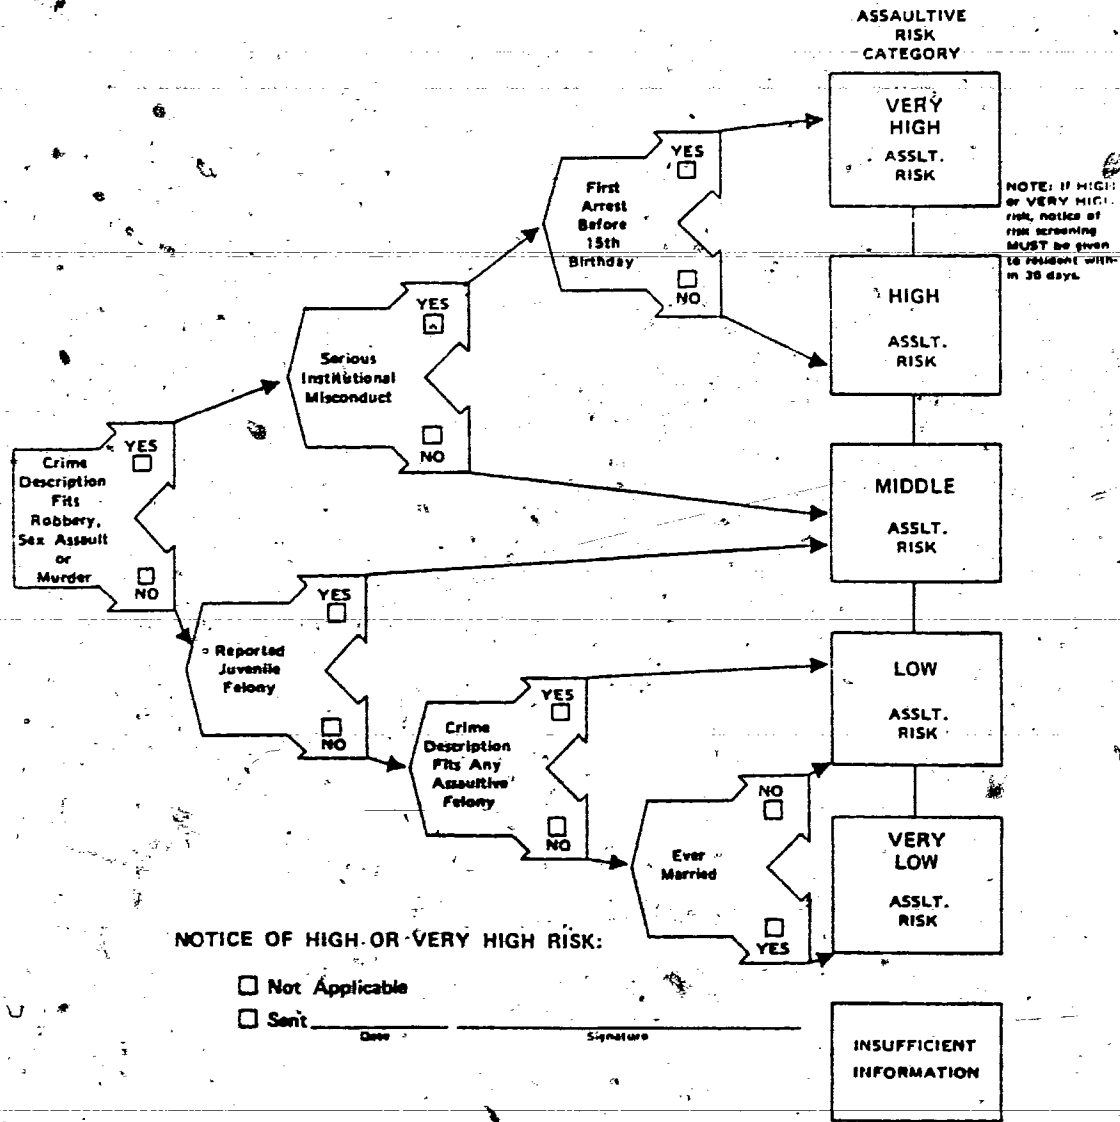 ASSAULTIVE
RISK
CATEGORY
VERY
HIGH
ASSLT.
RISK
NOTE: If HIGH
or VERY HIGH
risk, notice of
risk screening
MUST be given
to resident with-
in 30 days.
YES
First
Arrest
Before
15th
Birthday
NO
HIGH
ASSLT.
RISK
YES
Serious
Institutional
Misconduct
NO
YES
Crime
Description
Fits
Robbery,
Sex Assault
or
Murder
NO
MIDDLE
ASSLT.
RISK
YES
Reported
Juvenile
Felony
NO
LOW
ASSLT.
RISK
YES
Crime
Description
Fits Any
Assaultive
Felony
NO
NO
Ever
Married
YES
VERY
LOW
ASSLT.
RISK
NOTICE OF HIGH OR VERY HIGH RISK:
Not Applicable
Sent
Date Signature
INSUFFICIENT
INFORMATION